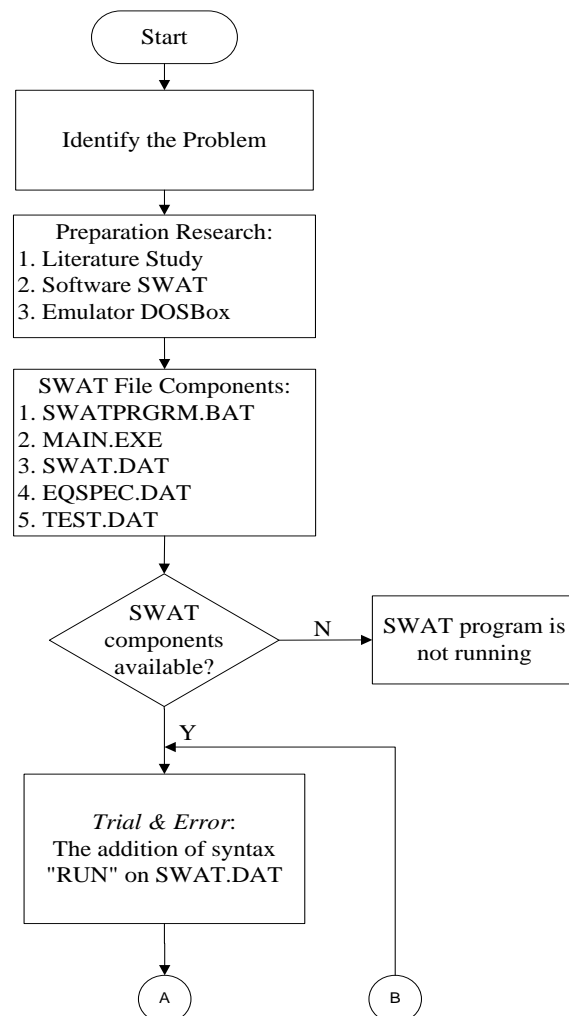 Start
Identify the Problem
Preparation Research:
1. Literature Study
2. Software SWAT
3. Emulator DOSBox
SWAT File Components:
1. SWATPRGRM.BAT
2. MAIN.EXE
3. SWAT.DAT
4. EQSPEC.DAT
5. TEST.DAT
SWAT
components
available?
N
SWAT program is
not running
Y
Trial & Error:
The addition of syntax
"RUN" on SWAT.DAT
A
B